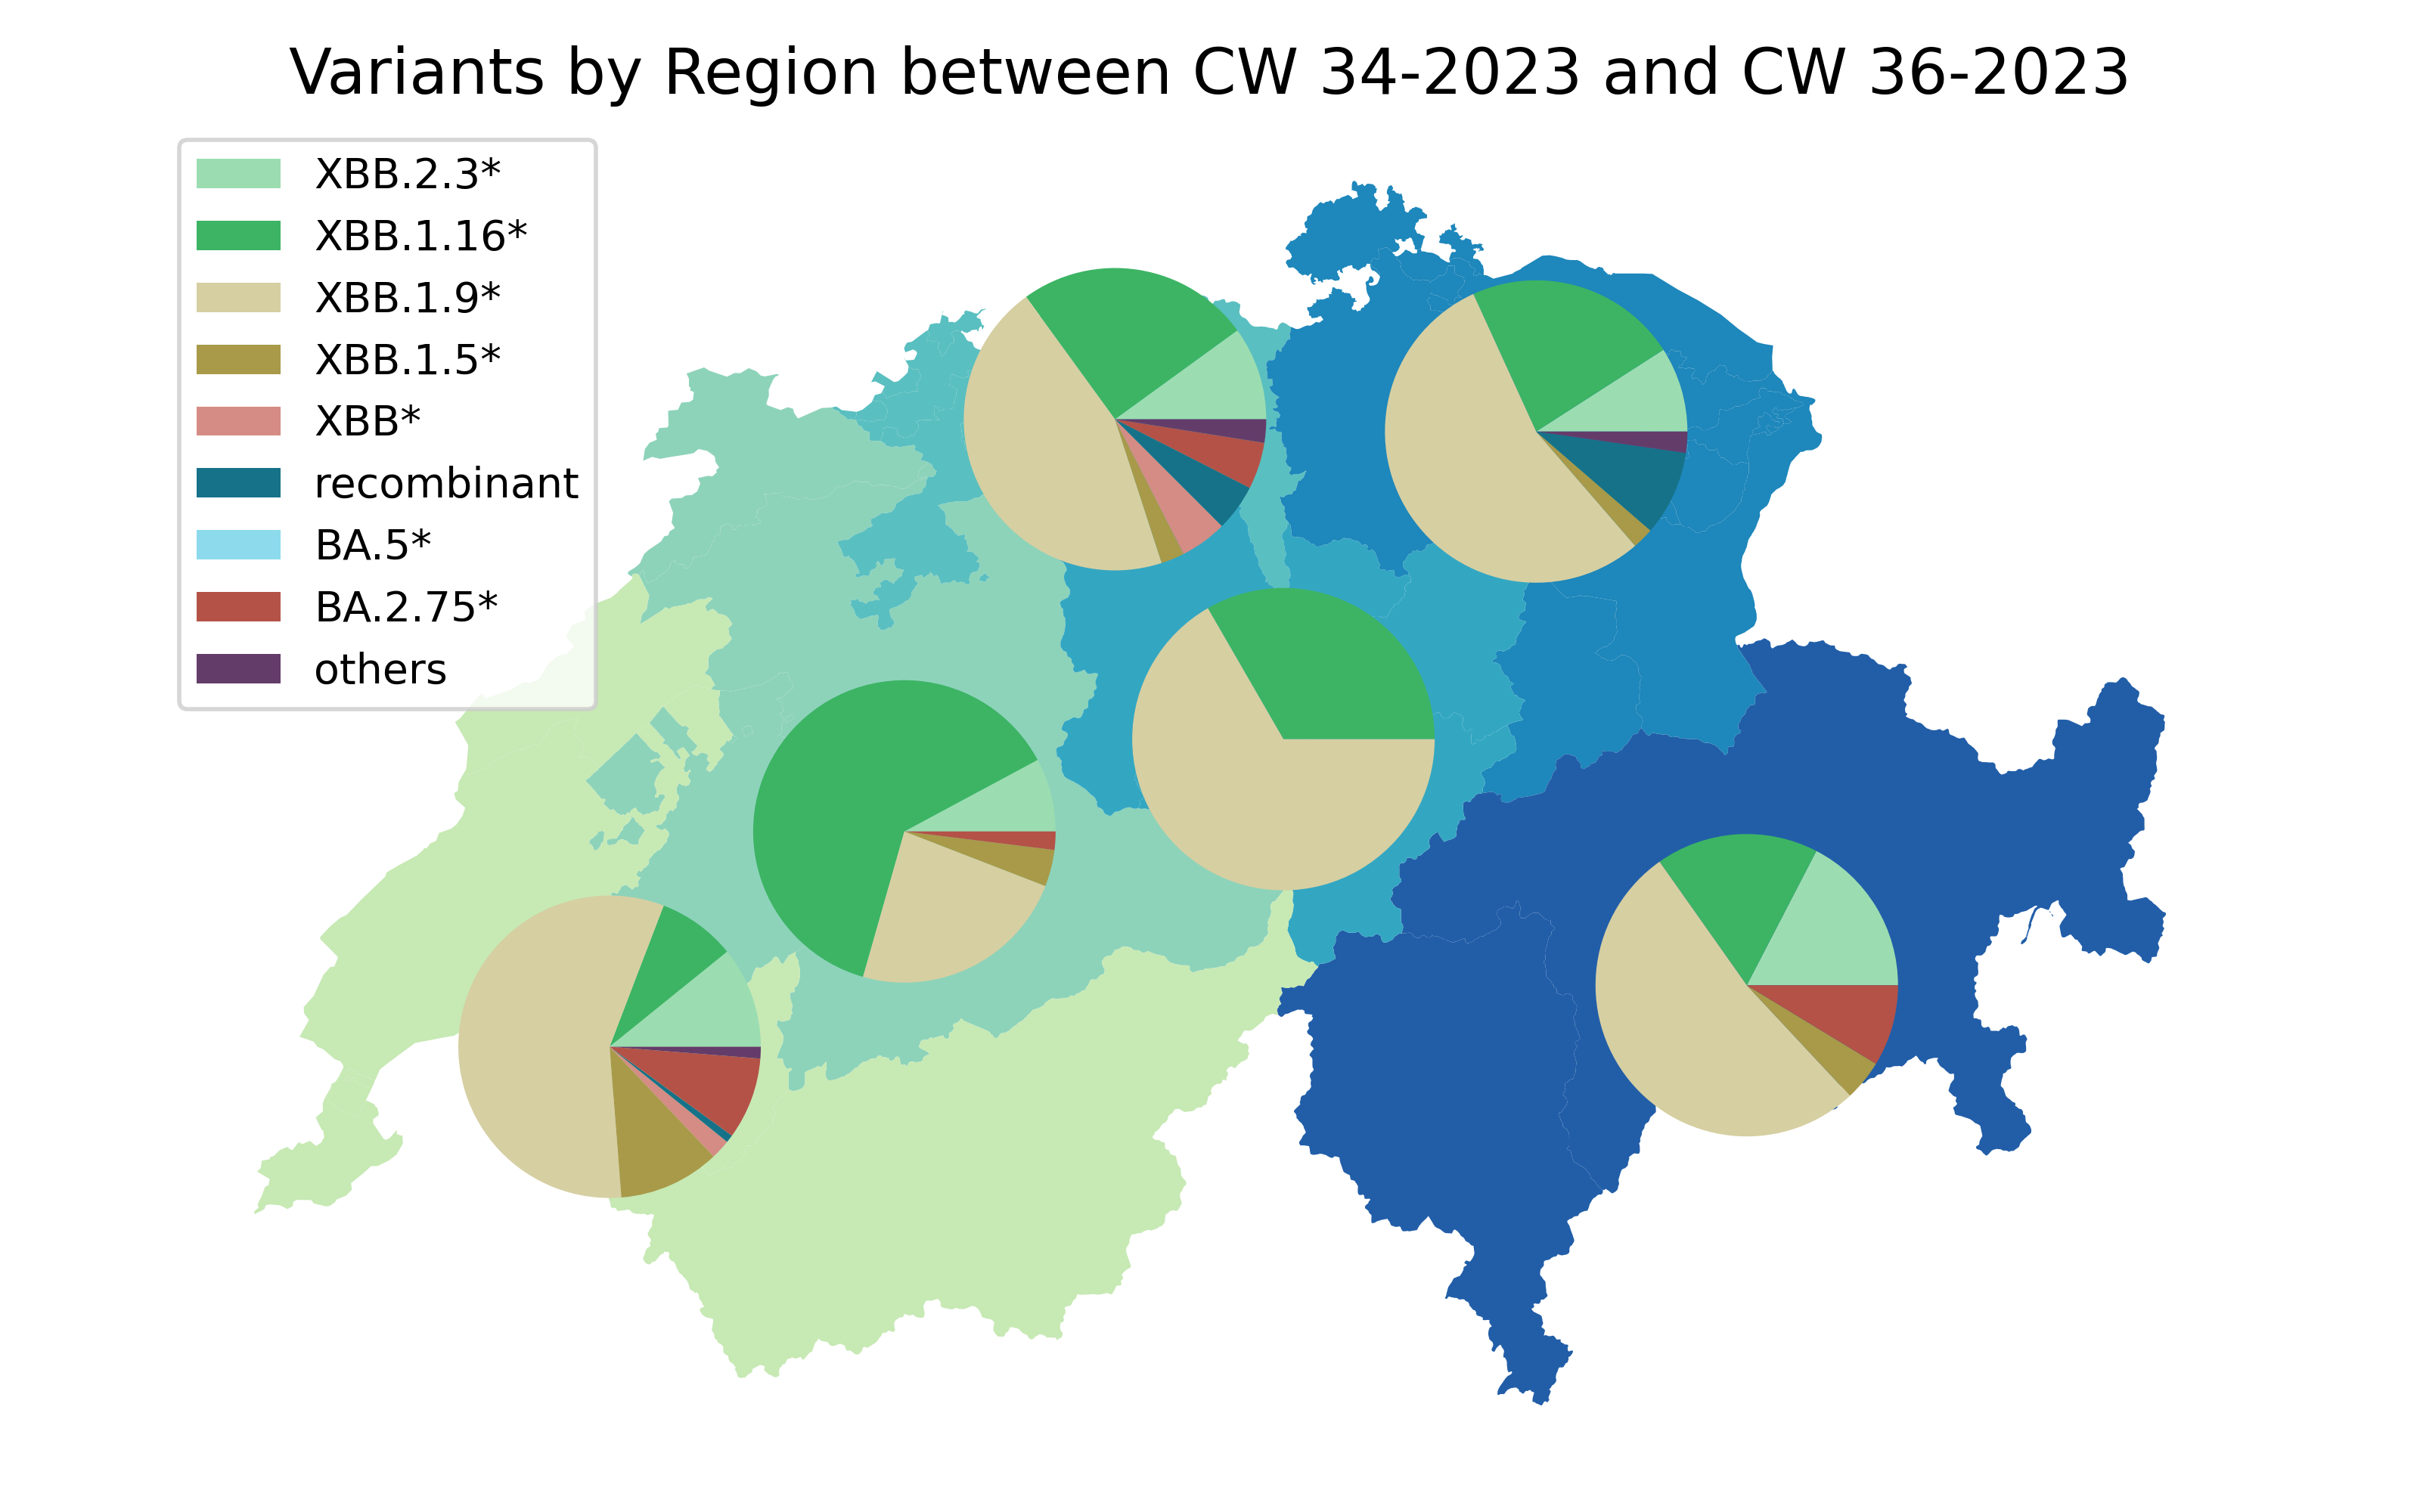 Variants by Region between CW 34-2023 and CW 36-2023
XBB.2.3*
XBB.1.16*
XBB.1.9*
XBB.1.5*
XBB*
recombinant
BA.5*
BA.2.75*
others